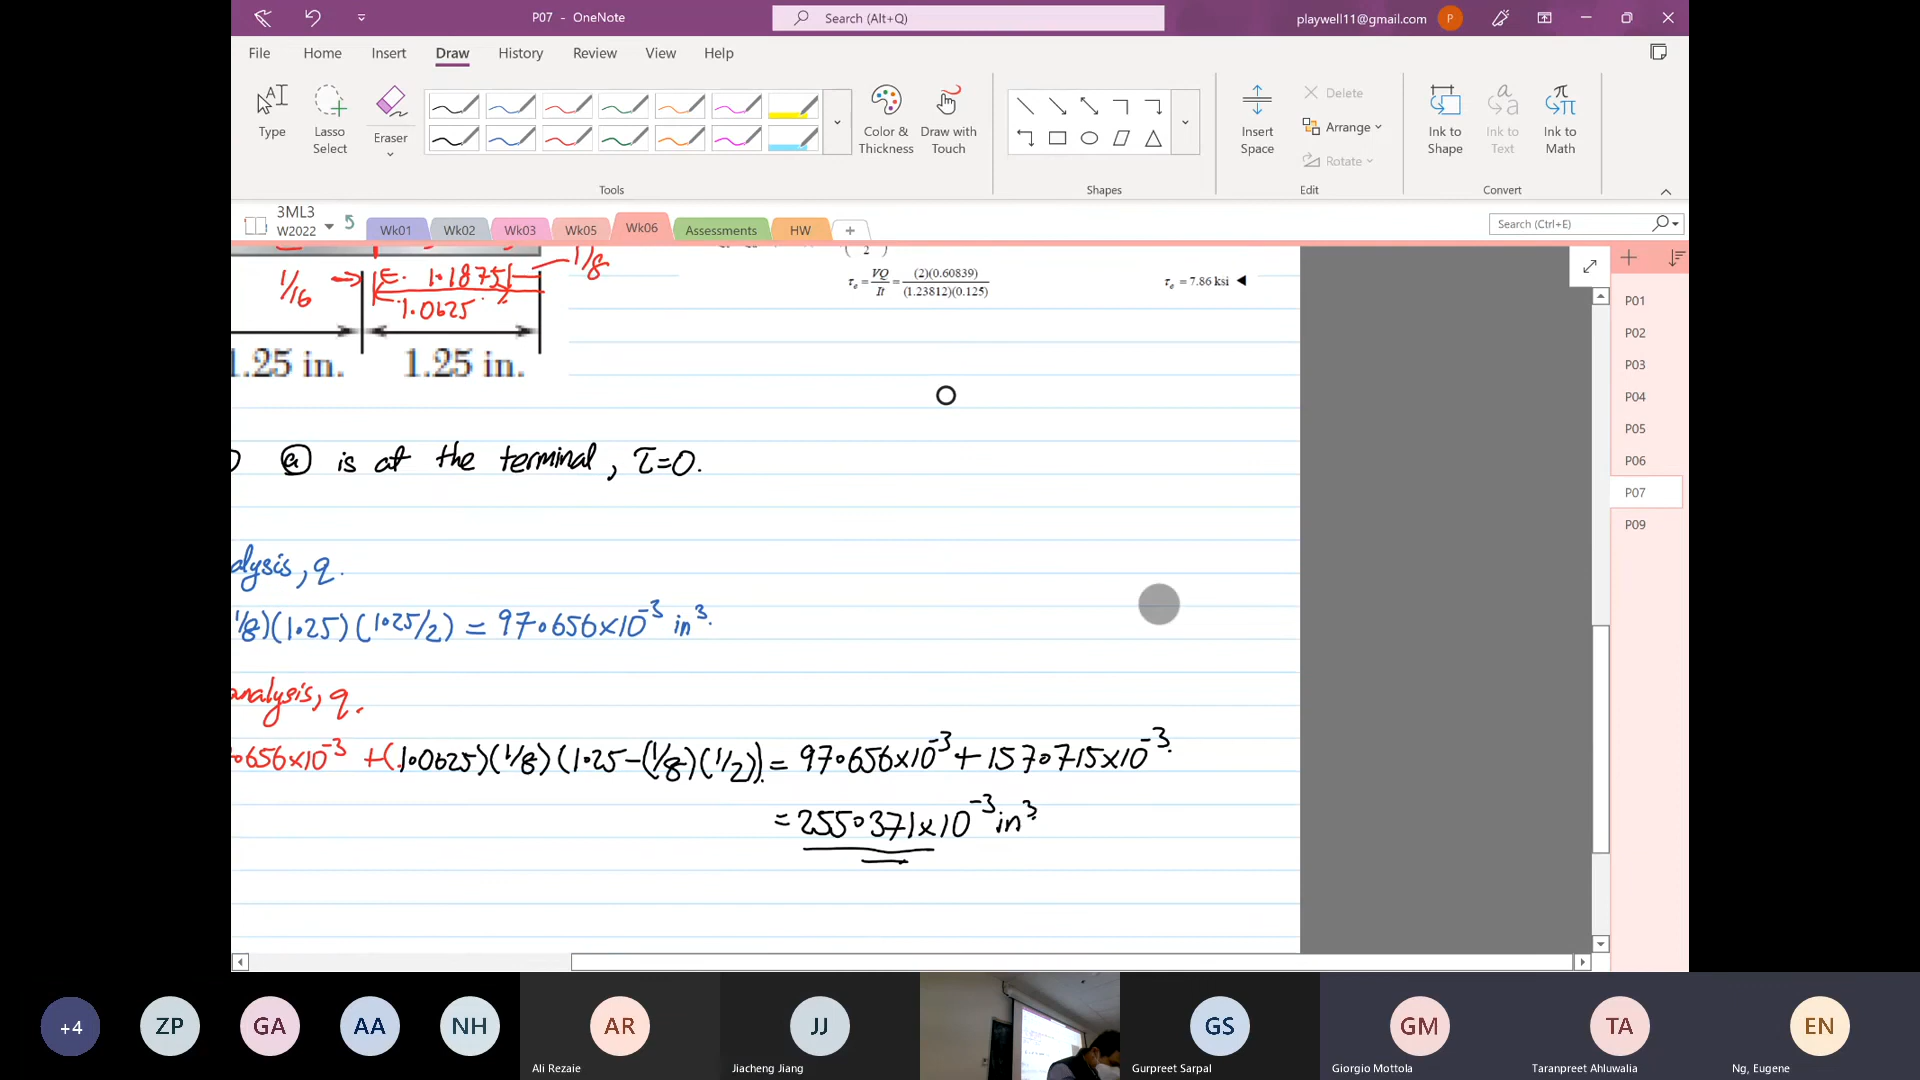 P07 - OneNote
Search (Alt+Q)
playwell11@gmail.com
P
File Home Insert Draw History Review View Help
Type
Lasso Select
Eraser
Color & Thickness
Draw with Touch
Insert Space
Delete
Arrange
Rotate
Ink to Shape
Ink to Text
Ink to Math
Tools
Shapes
Edit
Convert
3ML3 W2022
Wk01 Wk02 Wk03 Wk05 Wk06 Assessments HW
Search (Ctrl+E)
P01
P02
P03
P04
P05
P06
P07
P09
1/8
1/16
1.1875
1.0625
1.25 in. 1.25 in.
τe = VQ/It = (2)(0.60839)/(1.23812)(0.125)
τe = 7.86 ksi ◄
ⓐ is at the terminal, τ=0.
alysis, q.
1/8)(1.25)(1.25/2) = 97.656×10⁻³ in³.
analysis, q.
.656×10⁻³ +(1.0625)(1/8)(1.25-(1/8)(1/2)) = 97.656×10⁻³ + 157.715×10⁻³.
= 255.371×10⁻³ in³.
+4 ZP GA AA NH AR JJ GS GM TA EN
Ali Rezaie
Jiacheng Jiang
Gurpreet Sarpal
Giorgio Mottola
Taranpreet Ahluwalia
Ng, Eugene